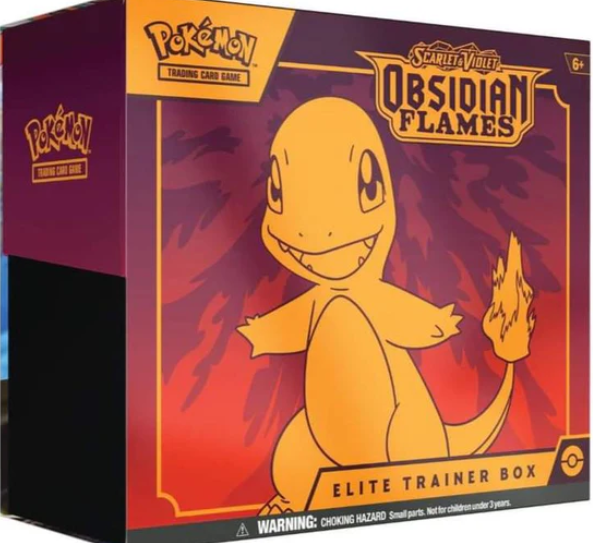 POKéMON
TRADING CARD GAME
SCARLET & VIOLET
OBSIDIAN
FLAMES
6+
POKéMON
TRADING CARD GAME
ELITE TRAINER BOX
WARNING: CHOKING HAZARD Small parts. Not for children under 3 years.